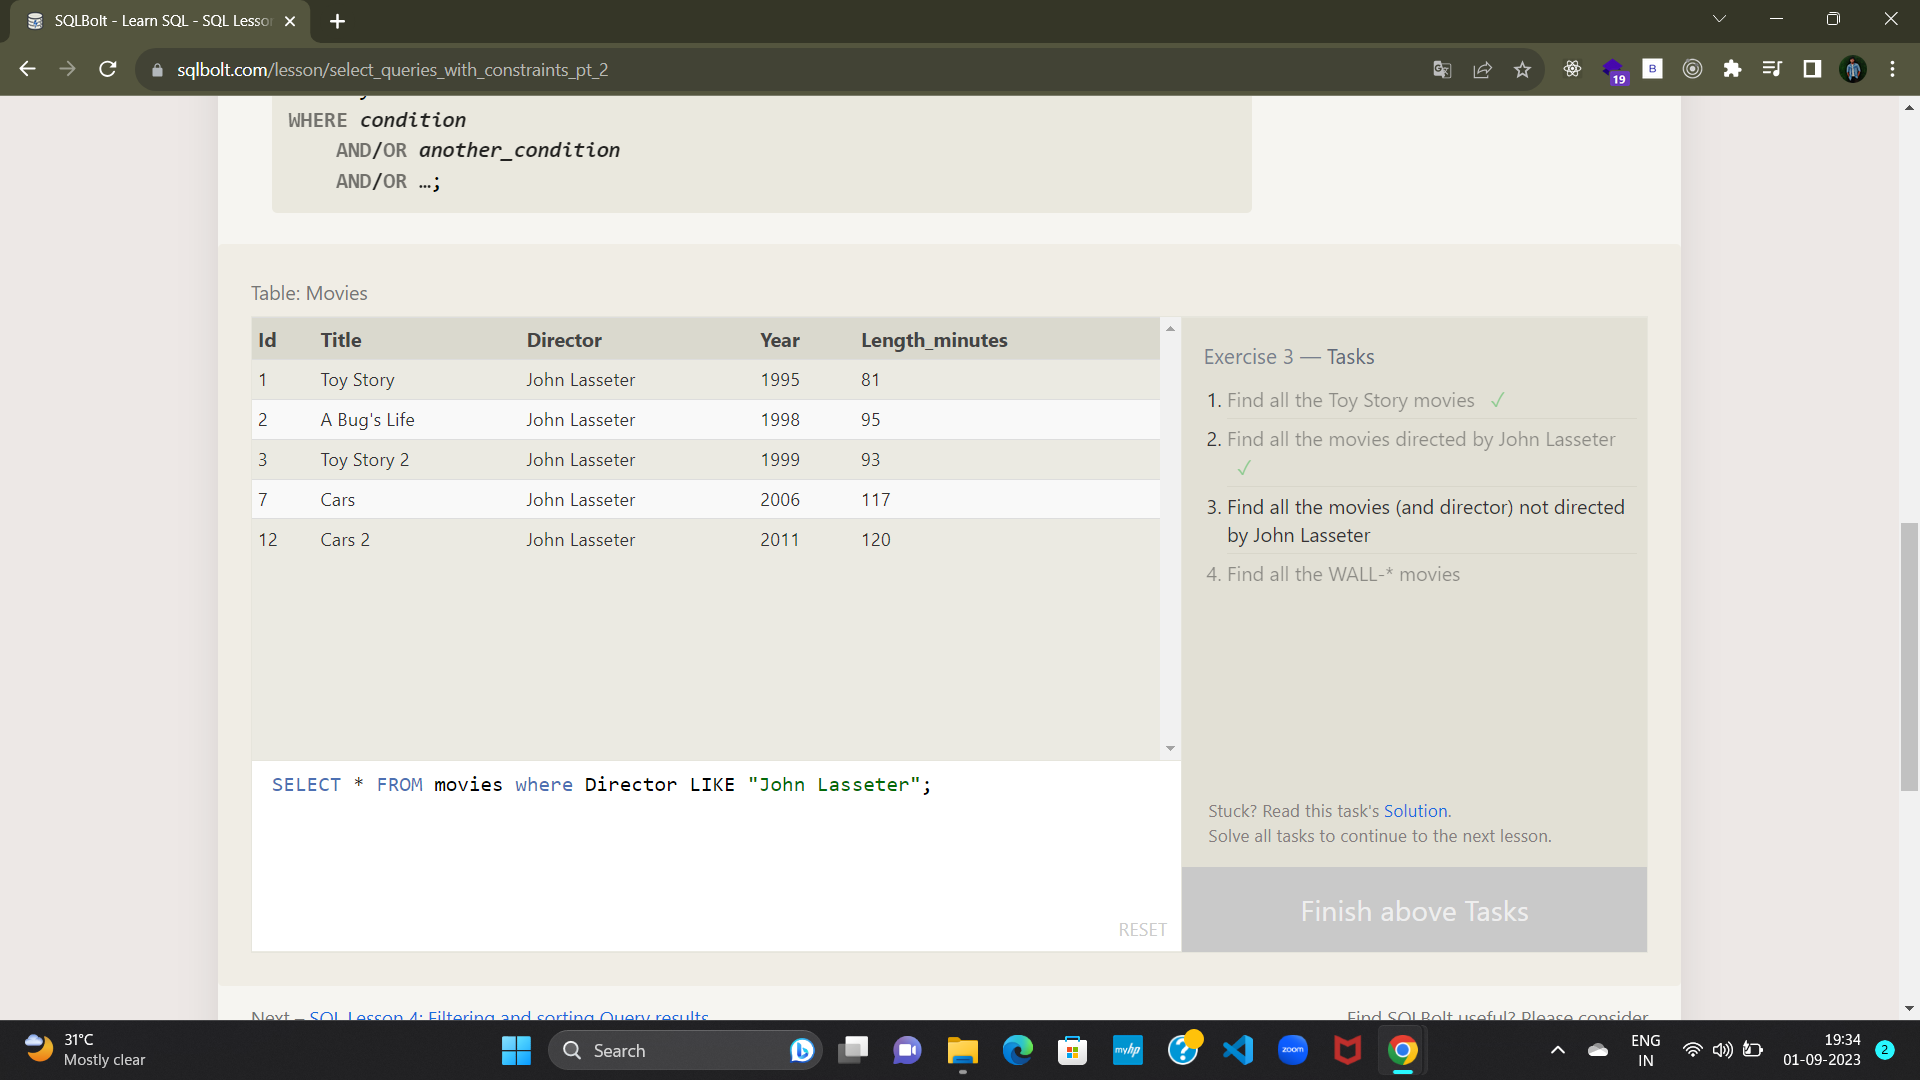 SQLBolt - Learn SQL - SQL Lesson
sqlbolt.com/lesson/select_queries_with_constraints_pt_2
19
B
WHERE condition
AND/OR another_condition
AND/OR …;
Table: Movies
Id Title Director Year Length_minutes
1 Toy Story John Lasseter 1995 81
2 A Bug's Life John Lasseter 1998 95
3 Toy Story 2 John Lasseter 1999 93
7 Cars John Lasseter 2006 117
12 Cars 2 John Lasseter 2011 120
Exercise 3 — Tasks
1. Find all the Toy Story movies ✓
2. Find all the movies directed by John Lasseter
✓
3. Find all the movies (and director) not directed
by John Lasseter
4. Find all the WALL-* movies
Stuck? Read this task's Solution.
Solve all tasks to continue to the next lesson.
Finish above Tasks
SELECT * FROM movies where Director LIKE "John Lasseter";
RESET
Next – SQL Lesson 4: Filtering and sorting Query results
Find SQLBolt useful? Please consider
31°C
Mostly clear
Search
myhp
zoom
ENG
IN
19:34
01-09-2023
2